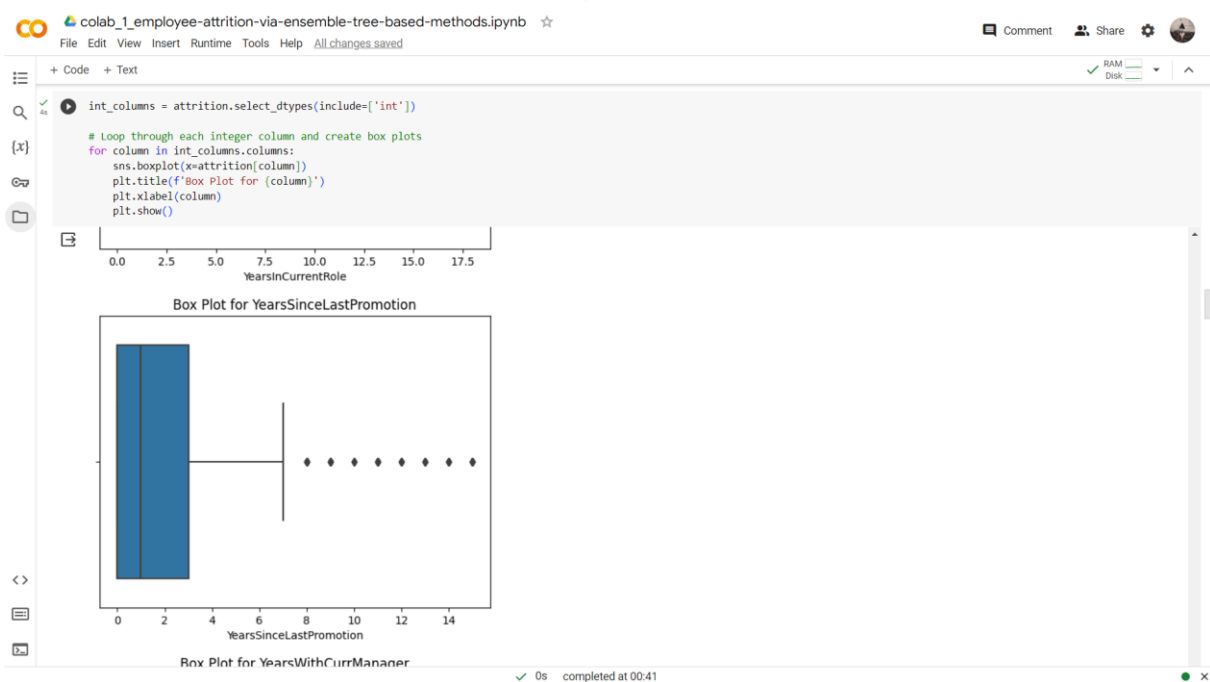 colab_1_employee-attrition-via-ensemble-tree-based-methods.ipynb
Comment Share
File Edit View Insert Runtime Tools Help All changes saved
+ Code + Text
RAM
Disk
4s
int_columns = attrition.select_dtypes(include=['int'])
# Loop through each integer column and create box plots
for column in int_columns.columns:
    sns.boxplot(x=attrition[column])
    plt.title(f'Box Plot for {column}')
    plt.xlabel(column)
    plt.show()
{x}
0.0 2.5 5.0 7.5 10.0 12.5 15.0 17.5
YearsInCurrentRole
Box Plot for YearsSinceLastPromotion
0 2 4 6 8 10 12 14
YearsSinceLastPromotion
Box Plot for YearsWithCurrManager
0s completed at 00:41